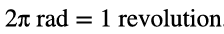 2π rad = 1 revolution